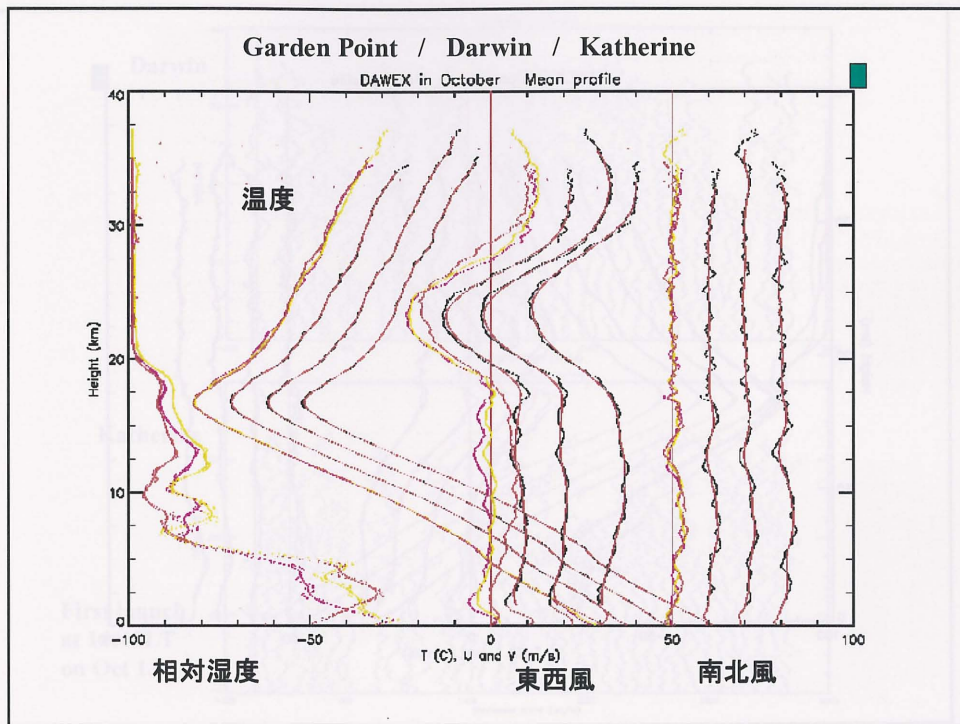 Garden Point / Darwin / Katherine
DAWEX in October Mean profile
40
30
20
10
0
Height (km)
温度
-100
-50
0
50
100
T (C), U and V (m/s)
相対湿度
東西風
南北風
Darwin